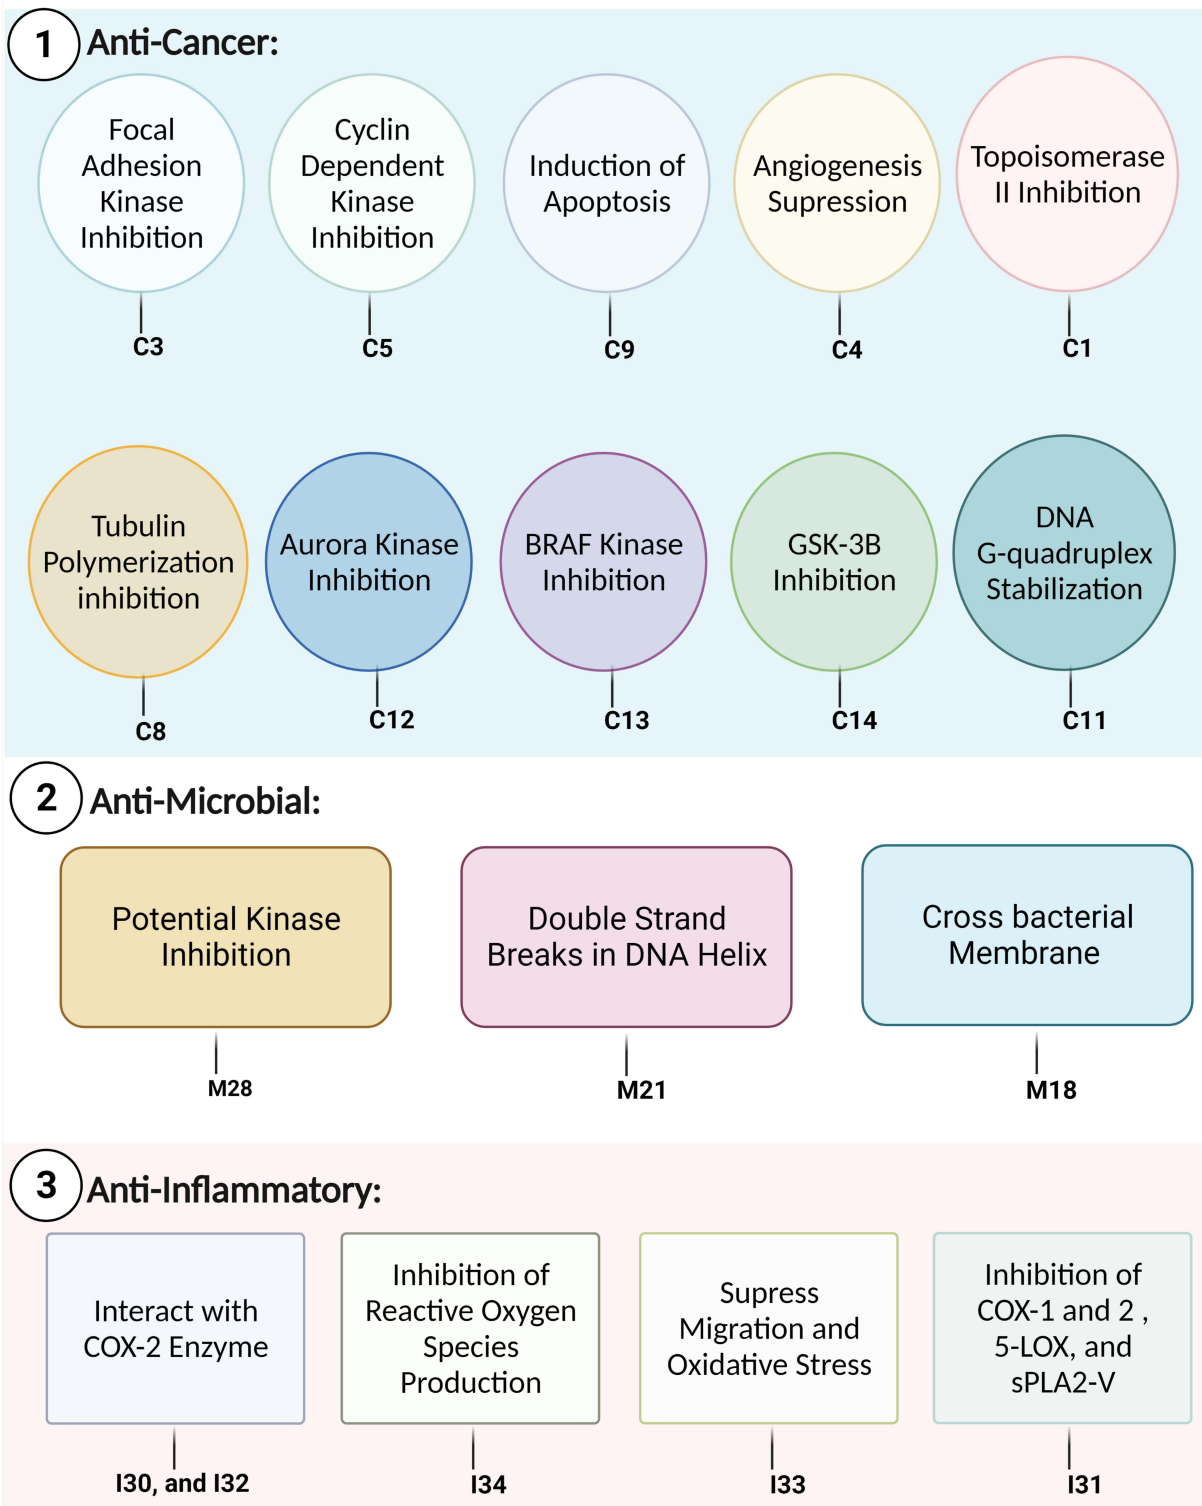 1
Anti-Cancer:
Focal
Adhesion
Kinase
Inhibition
C3
Cyclin
Dependent
Kinase
Inhibition
C5
Induction of
Apoptosis
C9
Angiogenesis
Supression
C4
Topoisomerase
II Inhibition
C1
Tubulin
Polymerization
inhibition
C8
Aurora Kinase
Inhibition
C12
BRAF Kinase
Inhibition
C13
GSK-3B
Inhibition
C14
DNA
G-quadruplex
Stabilization
C11
2
Anti-Microbial:
Potential Kinase
Inhibition
M28
Double Strand
Breaks in DNA Helix
M21
Cross bacterial
Membrane
M18
3
Anti-Inflammatory:
Interact with
COX-2 Enzyme
I30, and I32
Inhibition of
Reactive Oxygen
Species
Production
I34
Supress
Migration and
Oxidative Stress
I33
Inhibition of
COX-1 and 2 ,
5-LOX, and
sPLA2-V
I31